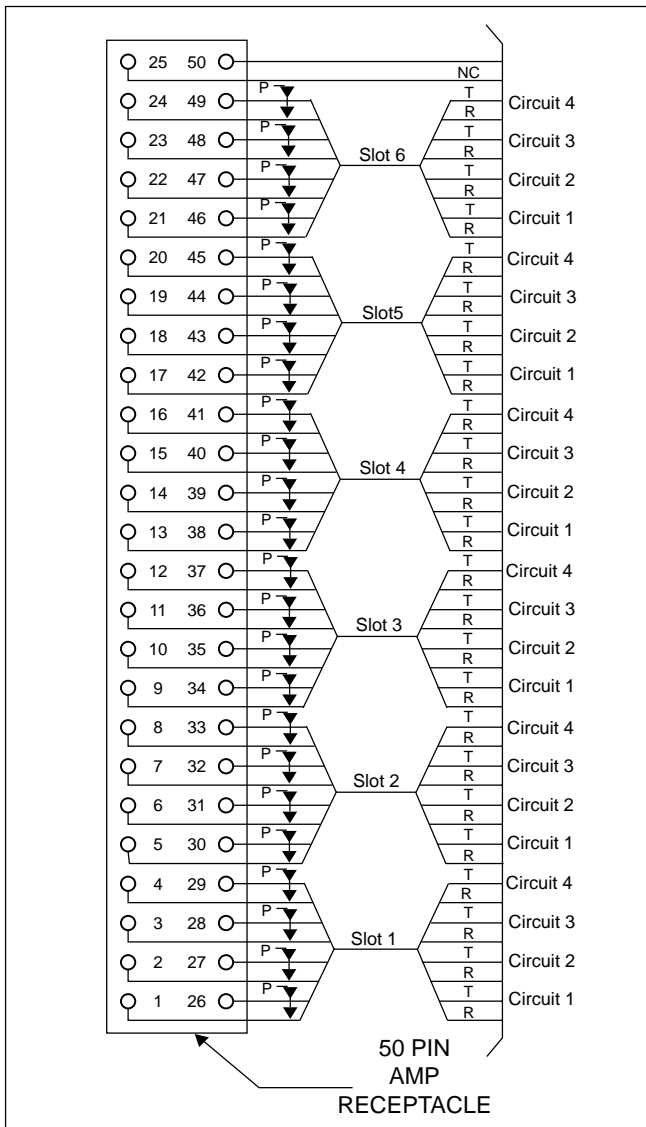 25 50
NC
24 49 P T Circuit 4
R
23 48 P T Circuit 3
R
Slot 6
22 47 P T Circuit 2
R
21 46 P T Circuit 1
R
20 45 P T Circuit 4
R
19 44 P T Circuit 3
R
Slot5
18 43 P T Circuit 2
R
17 42 P T Circuit 1
R
16 41 P T Circuit 4
R
15 40 P T Circuit 3
R
Slot 4
14 39 P T Circuit 2
R
13 38 P T Circuit 1
R
12 37 P T Circuit 4
R
11 36 P T Circuit 3
R
Slot 3
10 35 P T Circuit 2
R
9 34 P T Circuit 1
R
8 33 P T Circuit 4
R
7 32 P T Circuit 3
R
Slot 2
6 31 P T Circuit 2
R
5 30 P T Circuit 1
R
4 29 P T Circuit 4
R
3 28 P T Circuit 3
R
Slot 1
2 27 P T Circuit 2
R
1 26 P T Circuit 1
R
50 PIN
AMP
RECEPTACLE